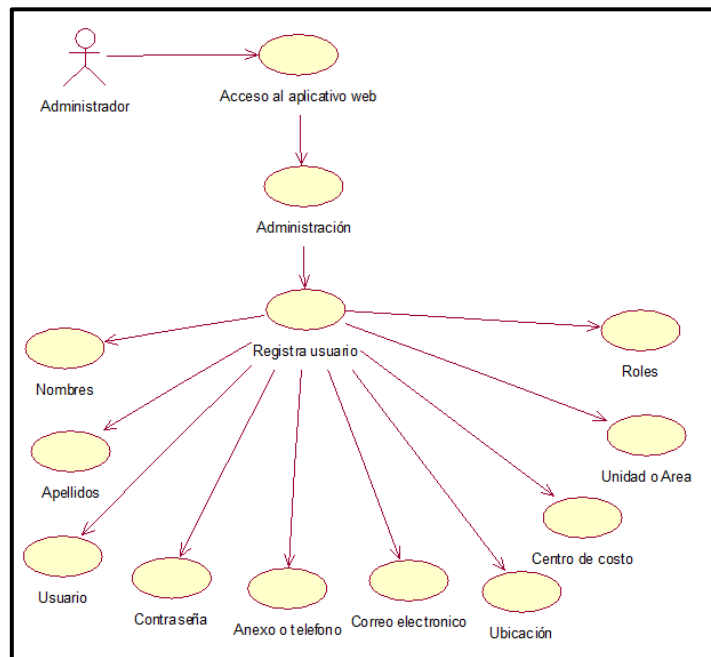 Administrador
Acceso al aplicativo web
Administración
Registra usuario
Nombres
Roles
Apellidos
Unidad o Area
Usuario
Contraseña
Anexo o telefono
Correo electronico
Ubicación
Centro de costo